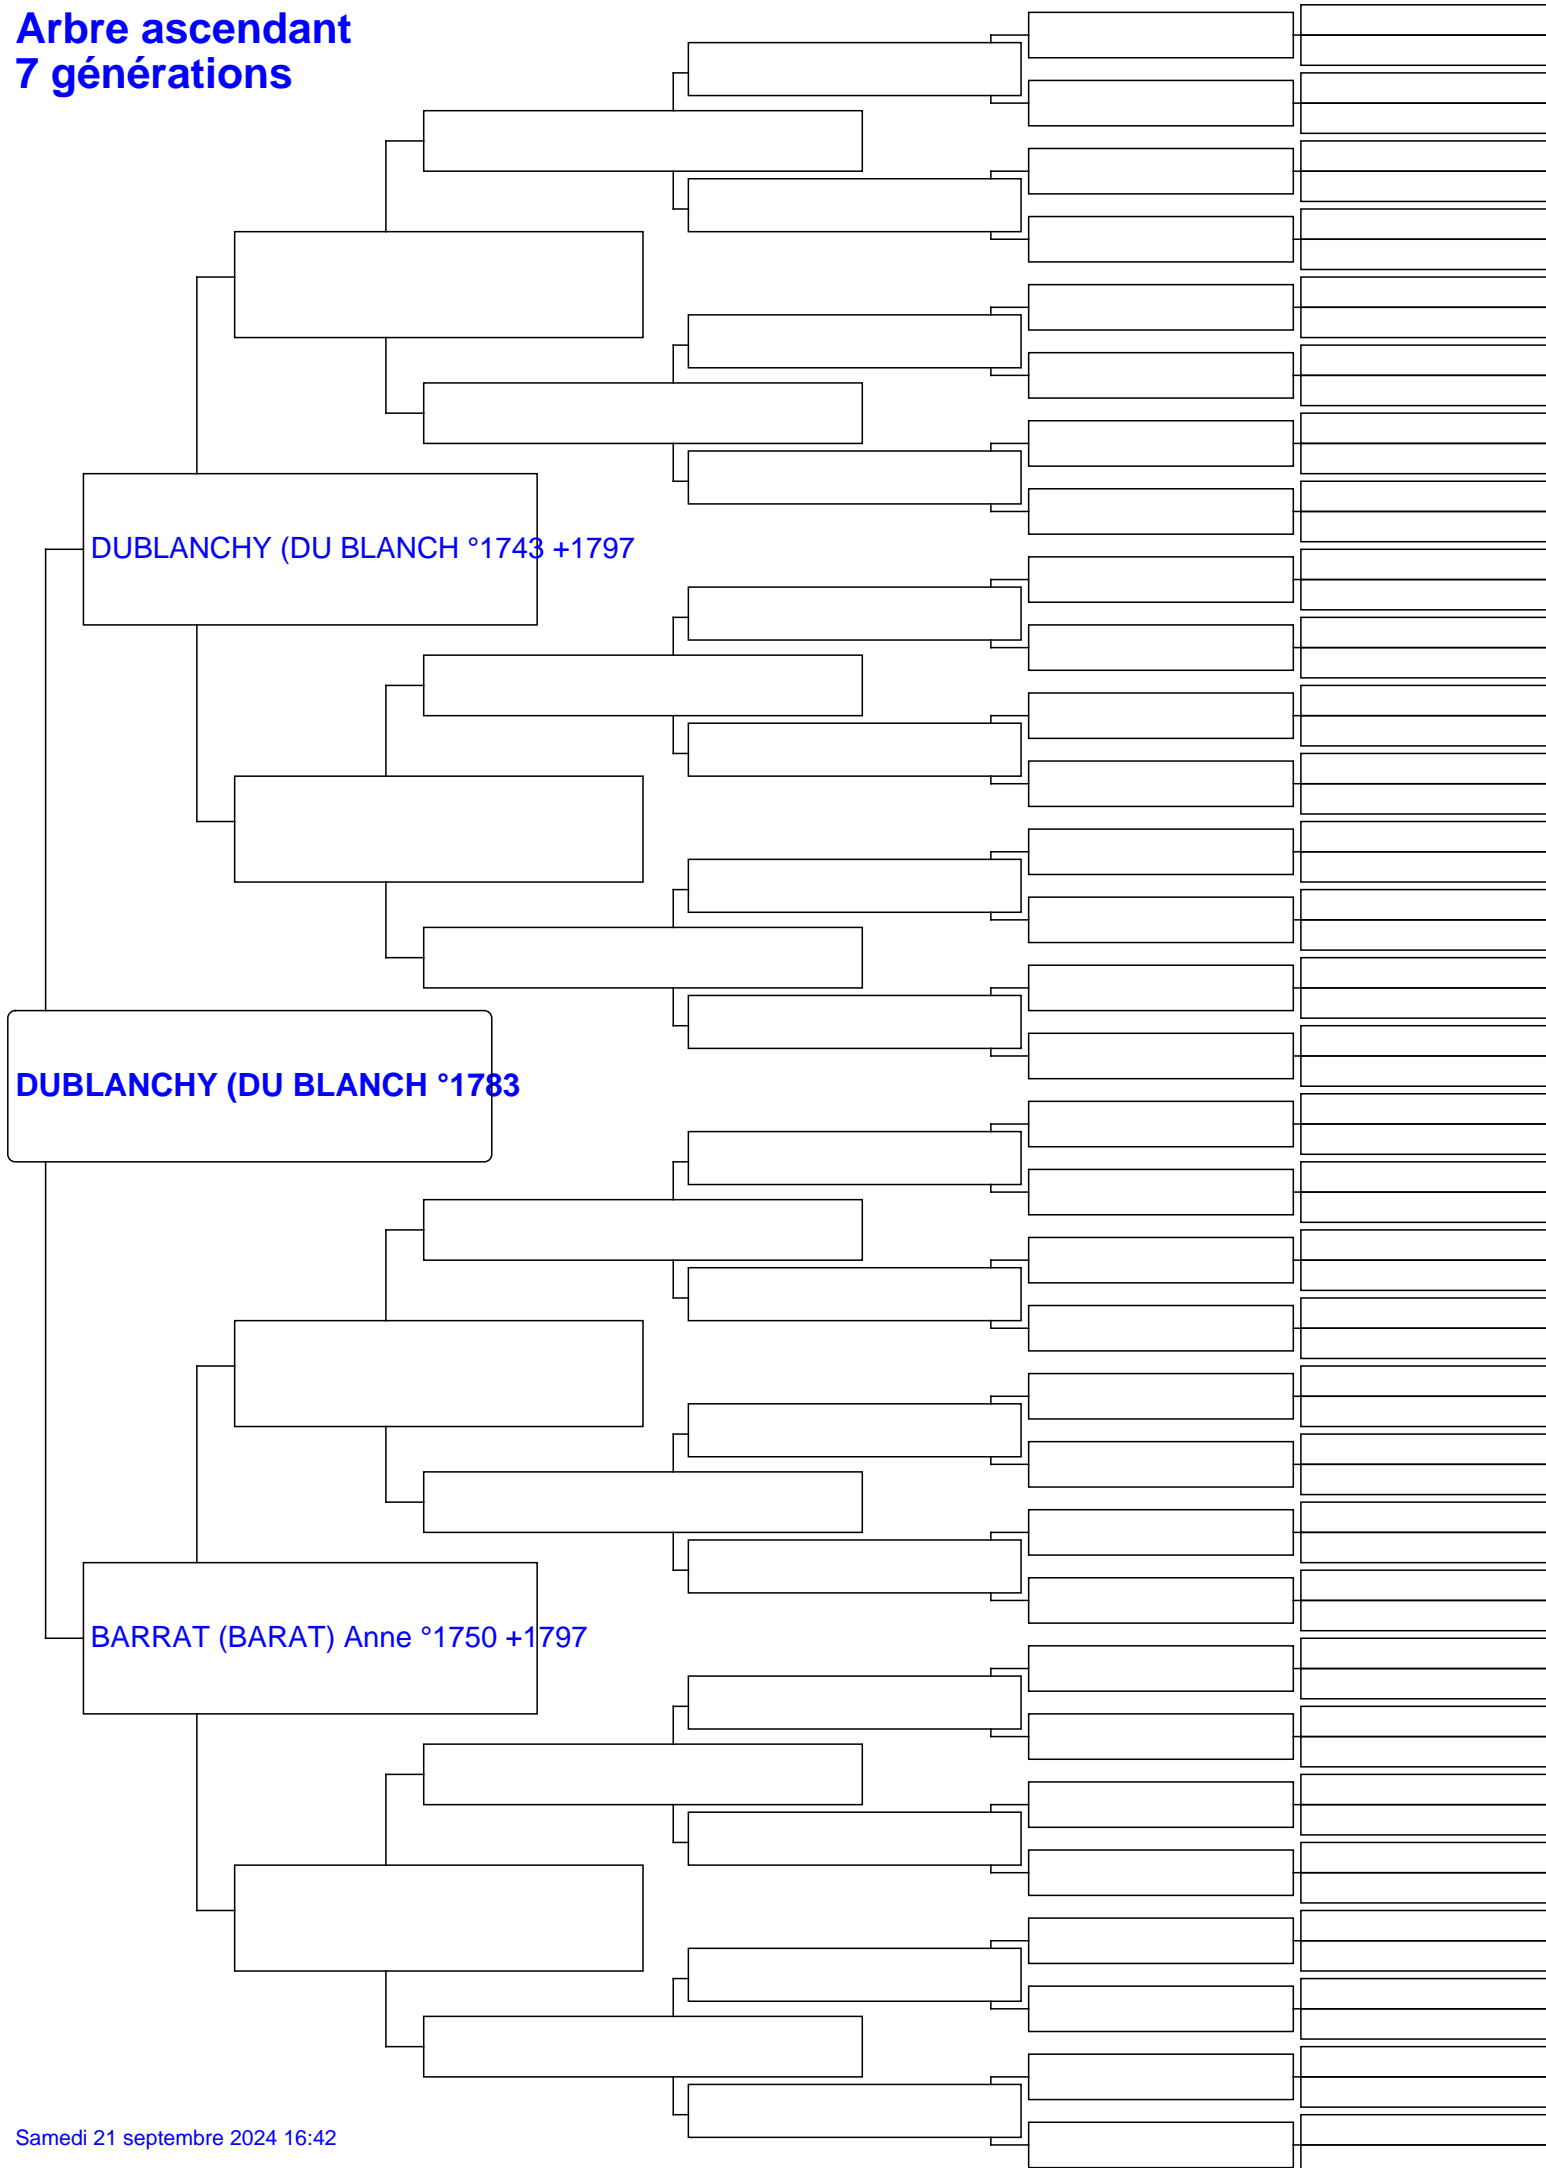 Arbre ascendant
7 générations
DUBLANCHY (DU BLANCH °1743 +1797
DUBLANCHY (DU BLANCH °1783
BARRAT (BARAT) Anne °1750 +1797
Samedi 21 septembre 2024 16:42